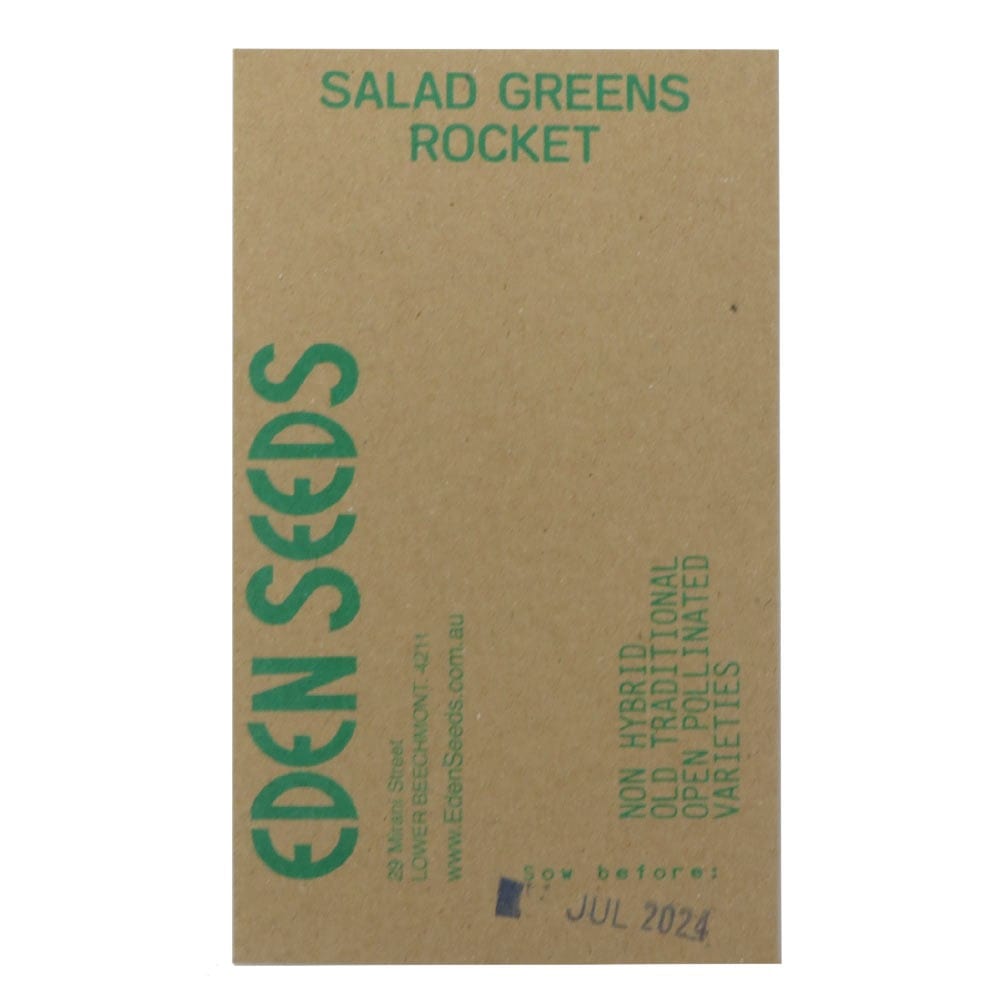 SALAD GREENS
ROCKET
EDEN SEEDS
29 Mirani Street
LOWER BEECHMONT. 4211
www.EdenSeeds.com.au
NON HYBRID.
OLD TRADITIONAL
OPEN POLLINATED
VARIETIES
Sow before:
JUL 2024